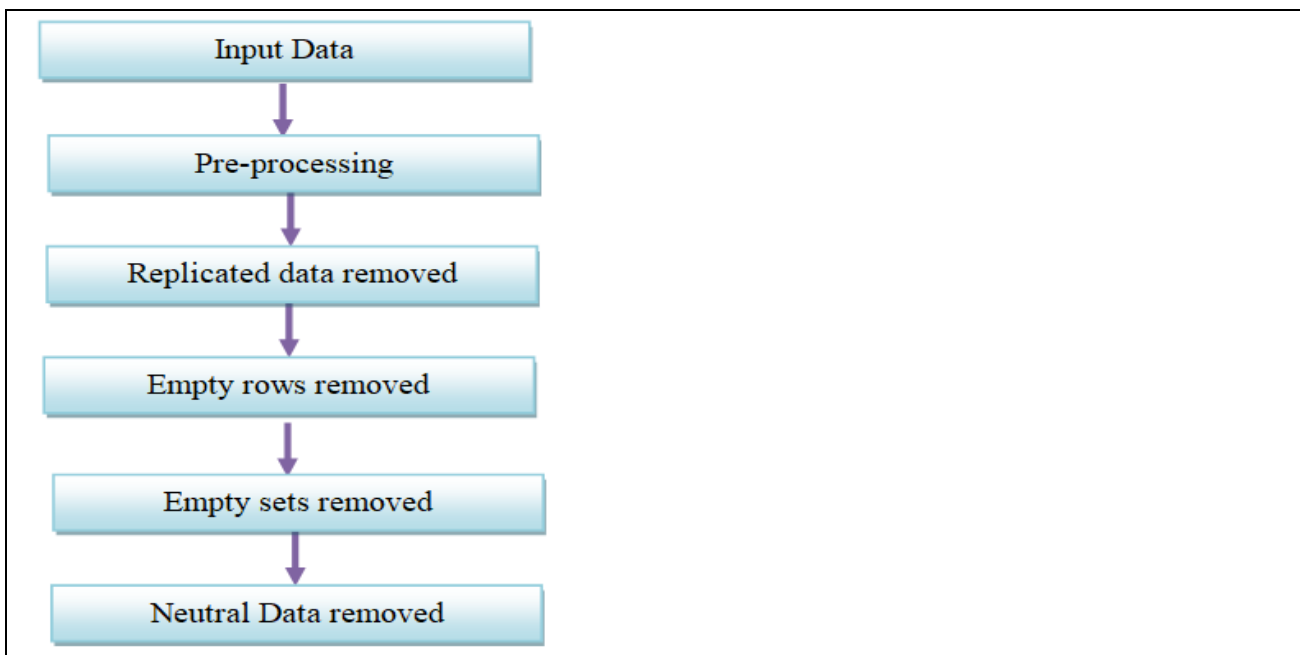 Input Data
Pre-processing
Replicated data removed
Empty rows removed
Empty sets removed
Neutral Data removed